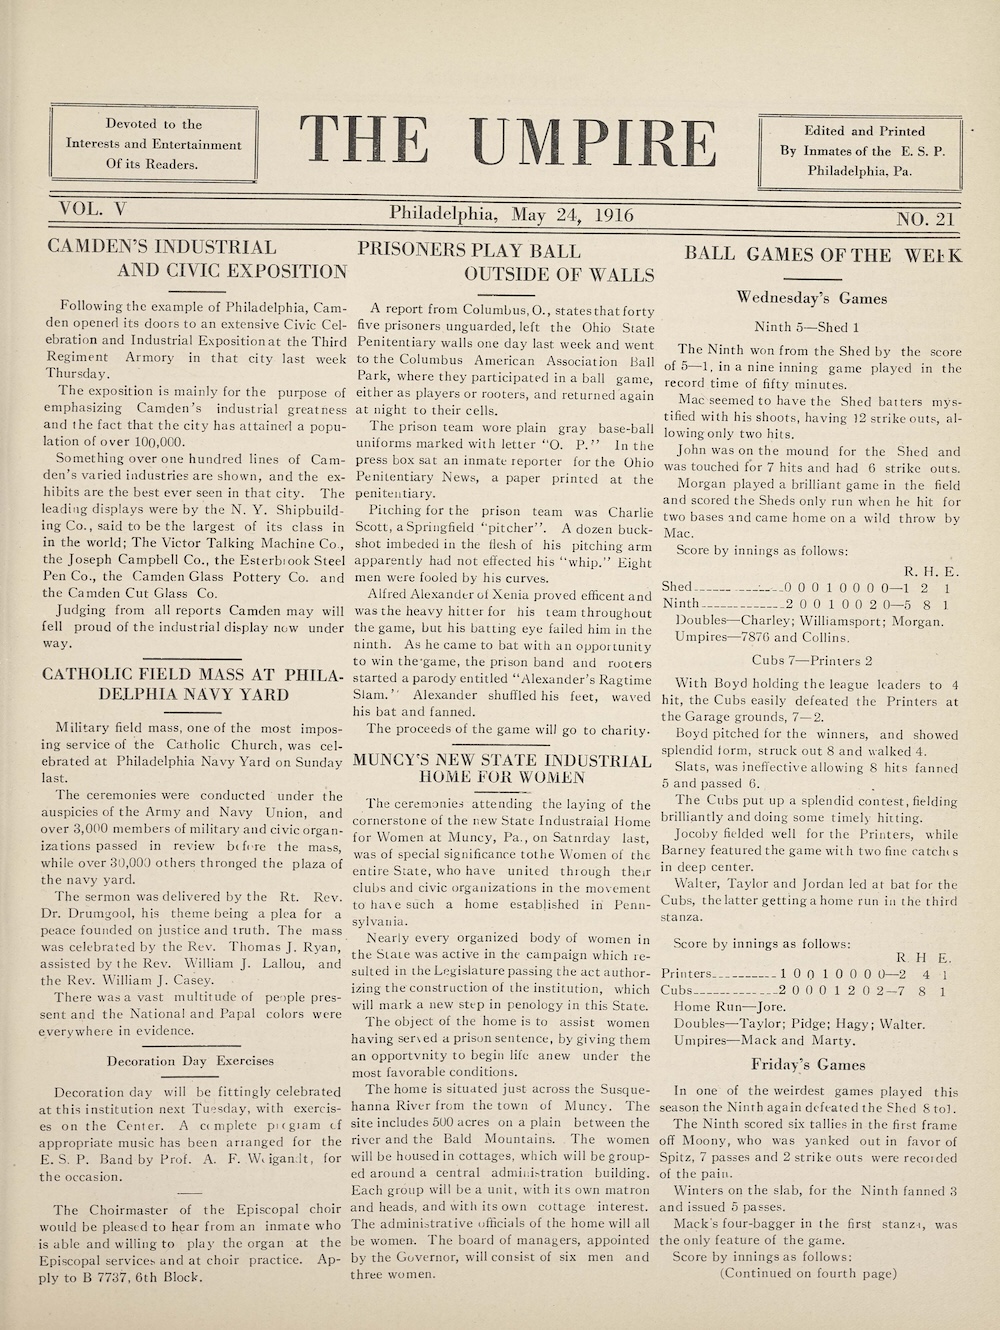 Devoted to the
Interests and Entertainment
Of its Readers.
THE UMPIRE
Edited and Printed
By Inmates of the E. S. P.
Philadelphia, Pa.
VOL. V
Philadelphia, May 24, 1916
NO. 21
CAMDEN'S INDUSTRIAL
AND CIVIC EXPOSITION
Following the example of Philadelphia, Cam-
den opened its doors to an extensive Civic Cel-
ebration and Industrial Exposition at the Third
Regiment Armory in that city last week
Thursday.
The exposition is mainly for the purpose of
emphasizing Camden's industrial greatness
and the fact that the city has attained a popu-
lation of over 100,000.
Something over one hundred lines of Cam-
den's varied industries are shown, and the ex-
hibits are the best ever seen in that city. The
leading displays were by the N. Y. Shipbuild-
ing Co., said to be the largest of its class in
in the world; The Victor Talking Machine Co.,
the Joseph Campbell Co., the Esterbrook Steel
Pen Co., the Camden Glass Pottery Co. and
the Camden Cut Glass Co.
Judging from all reports Camden may will
fell proud of the industrial display now under
way.
CATHOLIC FIELD MASS AT PHILA-
DELPHIA NAVY YARD
Military field mass, one of the most impos-
ing service of the Catholic Church, was cel-
ebrated at Philadelphia Navy Yard on Sunday
last.
The ceremonies were conducted under the
auspicies of the Army and Navy Union, and
over 3,000 members of military and civic organ-
izations passed in review before the mass,
while over 30,000 others thronged the plaza of
the navy yard.
The sermon was delivered by the Rt. Rev.
Dr. Drumgool, his theme being a plea for a
peace founded on justice and truth. The mass
was celebrated by the Rev. Thomas J. Ryan,
assisted by the Rev. William J. Lallou, and
the Rev. William J. Casey.
There was a vast multitude of people pres-
sent and the National and Papal colors were
everywhere in evidence.
Decoration Day Exercises
Decoration day will be fittingly celebrated
at this institution next Tuesday, with exercis-
es on the Center. A complete program of
appropriate music has been arranged for the
E. S. P. Band by Prof. A. F. Weigandt, for
the occasion.
The Choirmaster of the Episcopal choir
would be pleased to hear from an inmate who
is able and willing to play the organ at the
Episcopal services and at choir practice. Ap-
ply to B 7737, 6th Block.
PRISONERS PLAY BALL
OUTSIDE OF WALLS
A report from Columbus, O., states that forty
five prisoners unguarded, left the Ohio State
Penitentiary walls one day last week and went
to the Columbus American Association Ball
Park, where they participated in a ball game,
either as players or rooters, and returned again
at night to their cells.
The prison team wore plain gray base-ball
uniforms marked with letter "O. P." In the
press box sat an inmate reporter for the Ohio
Penitentiary News, a paper printed at the
penitentiary.
Pitching for the prison team was Charlie
Scott, a Springfield "pitcher". A dozen buck-
shot imbeded in the flesh of his pitching arm
apparently had not effected his "whip." Eight
men were fooled by his curves.
Alfred Alexander of Xenia proved efficent and
was the heavy hitter for his team throughout
the game, but his batting eye failed him in the
ninth. As he came to bat with an opportunity
to win the game, the prison band and rooters
started a parody entitled "Alexander's Ragtime
Slam." Alexander shuffled his feet, waved
his bat and fanned.
The proceeds of the game will go to charity.
MUNCY'S NEW STATE INDUSTRIAL
HOME FOR WOMEN
The ceremonies attending the laying of the
cornerstone of the new State Industraial Home
for Women at Muncy, Pa., on Saturday last,
was of special significance tothe Women of the
entire State, who have united through their
clubs and civic organizations in the movement
to have such a home established in Penn-
sylvania.
Nearly every organized body of women in
the State was active in the campaign which re-
sulted in the Legislature passing the act author-
izing the construction of the institution, which
will mark a new step in penology in this State.
The object of the home is to assist women
having served a prison sentence, by giving them
an opportvnity to begin life anew under the
most favorable conditions.
The home is situated just across the Susque-
hanna River from the town of Muncy. The
site includes 500 acres on a plain between the
river and the Bald Mountains. The women
will be housed in cottages, which will be group-
ed around a central administration building.
Each group will be a unit, with its own matron
and heads, and with its own cottage interest.
The administrative officials of the home will all
be women. The board of managers, appointed
by the Governor, will consist of six men and
three women.
BALL GAMES OF THE WEEK
Wednesday's Games
Ninth 5—Shed 1
The Ninth won from the Shed by the score
of 5—1, in a nine inning game played in the
record time of fifty minutes.
Mac seemed to have the Shed batters mys-
tified with his shoots, having 12 strike outs, al-
lowing only two hits.
John was on the mound for the Shed and
was touched for 7 hits and had 6 strike outs.
Morgan played a brilliant game in the field
and scored the Sheds only run when he hit for
two bases and came home on a wild throw by
Mac.
Score by innings as follows:
R. H. E.
Shed 0 0 0 1 0 0 0 0—1 2 1
Ninth 2 0 0 1 0 0 2 0—5 8 1
Doubles—Charley; Williamsport; Morgan.
Umpires—7876 and Collins.
Cubs 7—Printers 2
With Boyd holding the league leaders to 4
hit, the Cubs easily defeated the Printers at
the Garage grounds, 7—2.
Boyd pitched for the winners, and showed
splendid form, struck out 8 and walked 4.
Slats, was ineffective allowing 8 hits fanned
5 and passed 6.
The Cubs put up a splendid contest, fielding
brilliantly and doing some timely hitting.
Jocoby fielded well for the Printers, while
Barney featured the game with two fine catches
in deep center.
Walter, Taylor and Jordan led at bat for the
Cubs, the latter getting a home run in the third
stanza.
Score by innings as follows:
R H E.
Printers 1 0 0 1 0 0 0 0—2 4 1
Cubs 2 0 0 0 1 2 0 2—7 8 1
Home Run—Jore.
Doubles—Taylor; Pidge; Hagy; Walter.
Umpires—Mack and Marty.
Friday's Games
In one of the weirdest games played this
season the Ninth again defeated the Shed 8 to1.
The Ninth scored six tallies in the first frame
off Moony, who was yanked out in favor of
Spitz, 7 passes and 2 strike outs were recorded
of the pain.
Winters on the slab, for the Ninth fanned 3
and issued 5 passes.
Mack's four-bagger in the first stanza, was
the only feature of the game.
Score by innings as follows:
(Continued on fourth page)